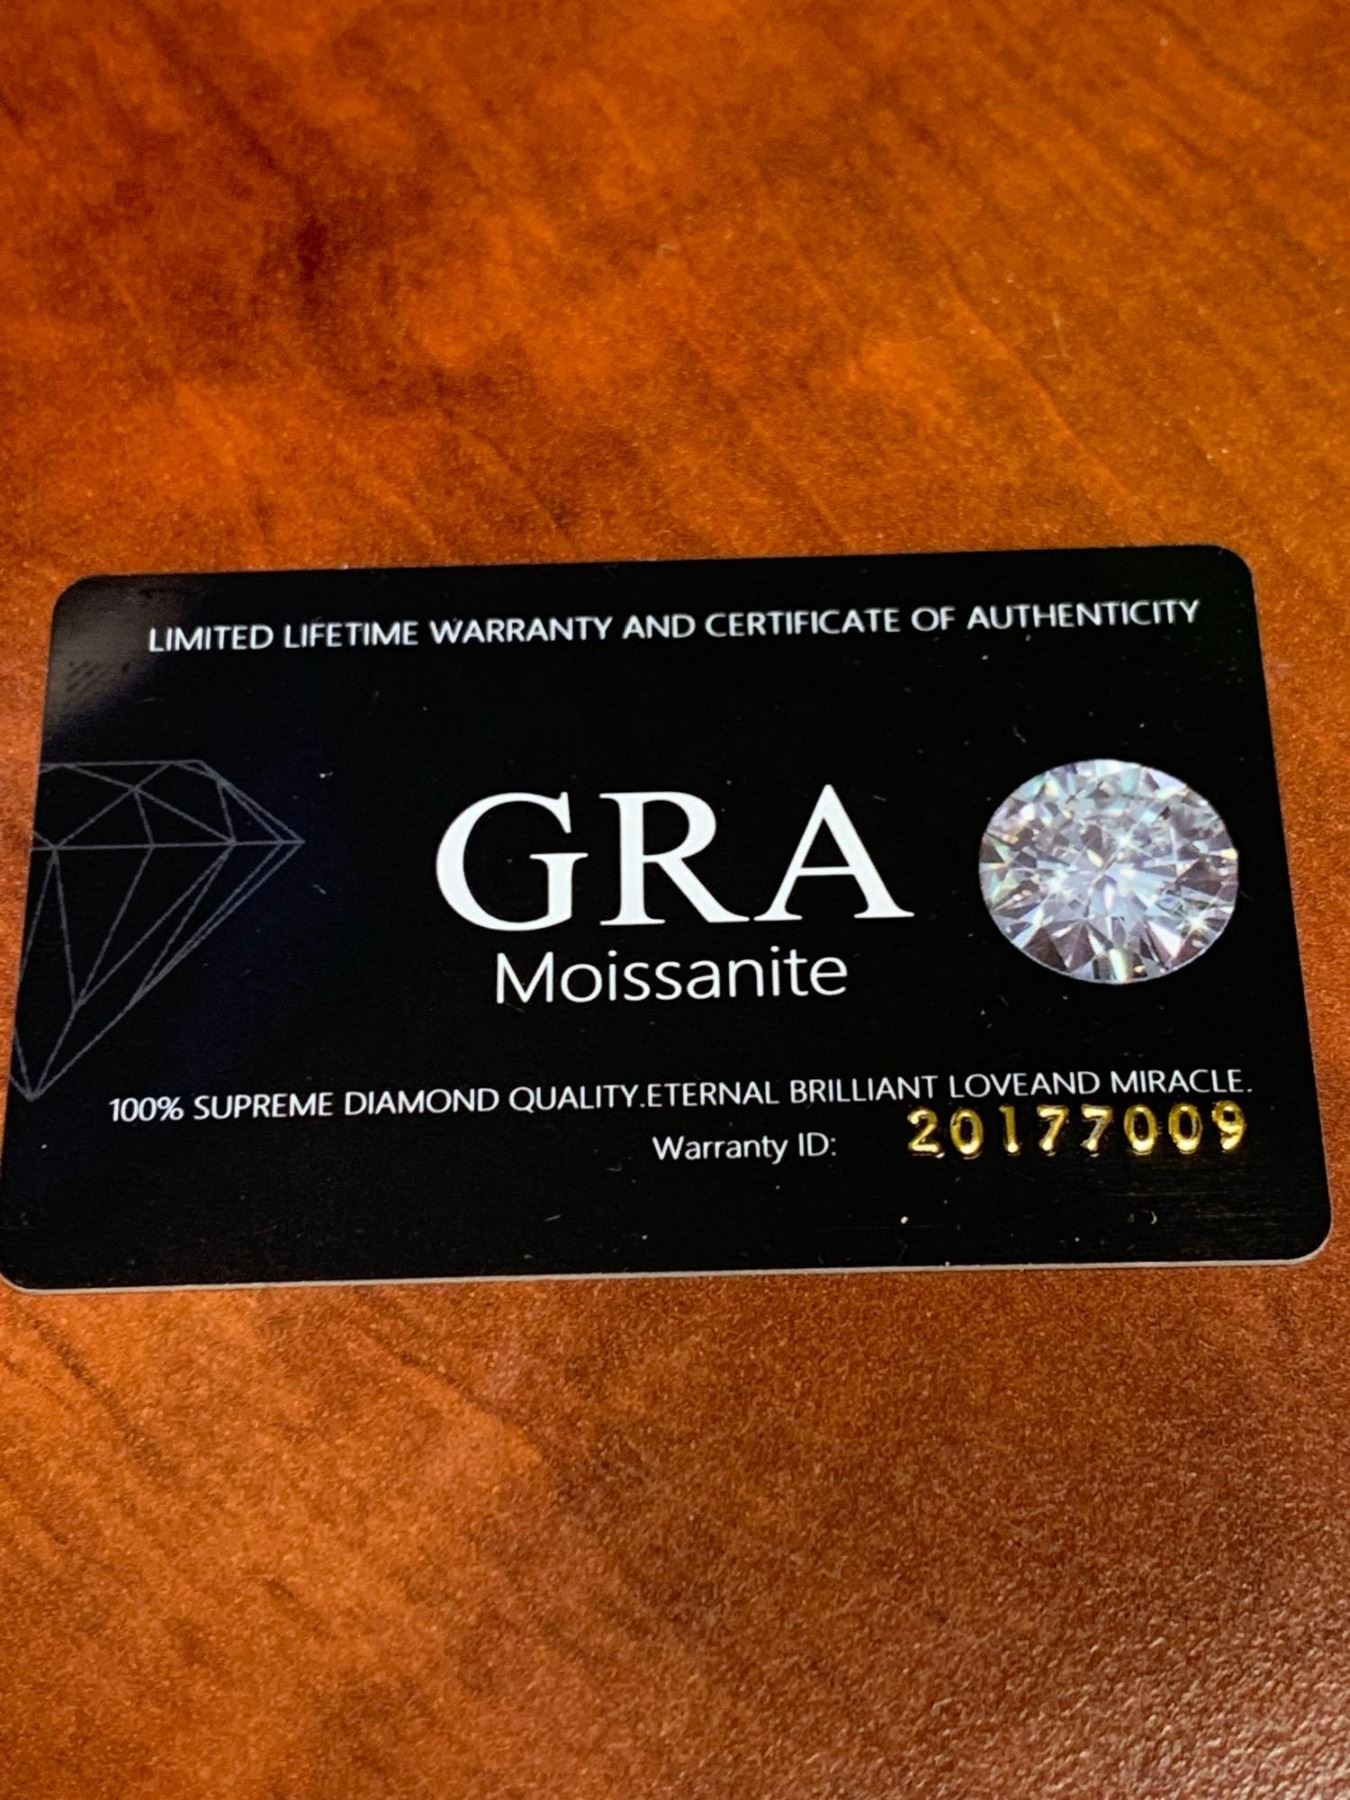 LIMITED LIFETIME WARRANTY AND CERTIFICATE OF AUTHENTICITY
GRA
Moissanite
100% SUPREME DIAMOND QUALITY.ETERNAL BRILLIANT LOVEAND MIRACLE.
Warranty ID: 20177009